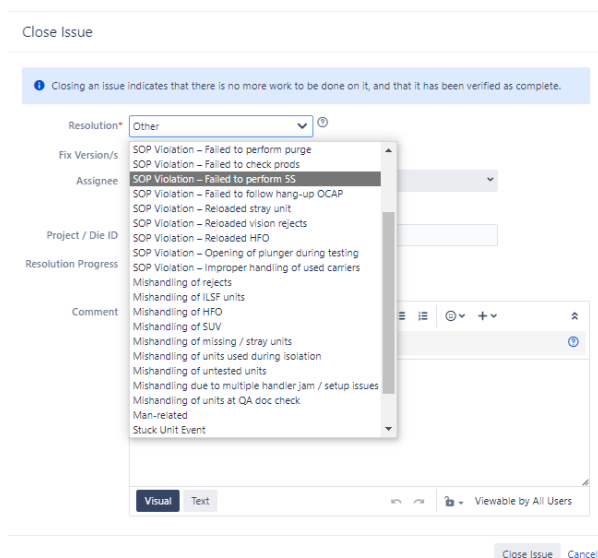 Close Issue
Closing an issue indicates that there is no more work to be done on it, and that it has been verified as complete.
Resolution*
Other
Fix Version/s
Assignee
Project / Die ID
Resolution Progress
Comment
SOP Violation – Failed to perform purge
SOP Violation – Failed to check prods
SOP Violation – Failed to perform 5S
SOP Violation – Failed to follow hang-up OCAP
SOP Violation – Reloaded stray unit
SOP Violation – Reloaded vision rejects
SOP Violation – Reloaded HFO
SOP Violation – Opening of plunger during testing
SOP Violation – Improper handling of used carriers
Mishandling of rejects
Mishandling of ILSF units
Mishandling of HFO
Mishandling of SUV
Mishandling of missing / stray units
Mishandling of units used during isolation
Mishandling of untested units
Mishandling due to multiple handler jam / setup issues
Mishandling of units at QA doc check
Man-related
Stuck Unit Event
Visual Text
Viewable by All Users
Close Issue Cancel